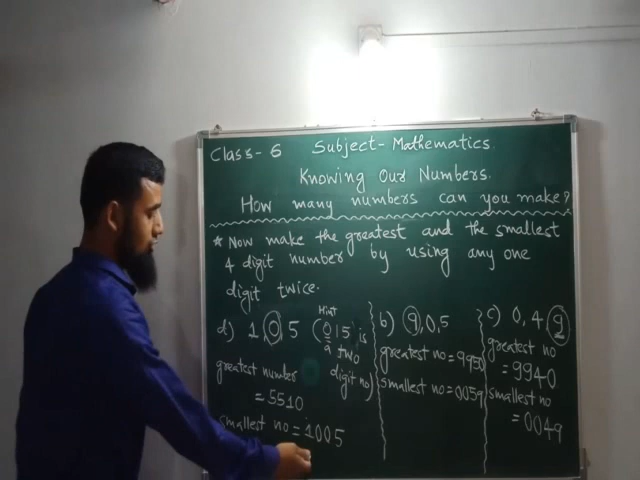 Class- 6 Subject- Mathematics.
Knowing Our Numbers.
How many numbers can you make?
* Now make the greatest and the smallest
4 digit number by using any one
digit twice.
d) 1 0 5 (Hint 015 is
a two
digit no)
greatest number
= 5510
smallest no = 1005
b) 9, 0, 5
greatest no = 9950
smallest no = 0059
c) 0, 4, 9
greatest no
= 9940
smallest no
= 0049